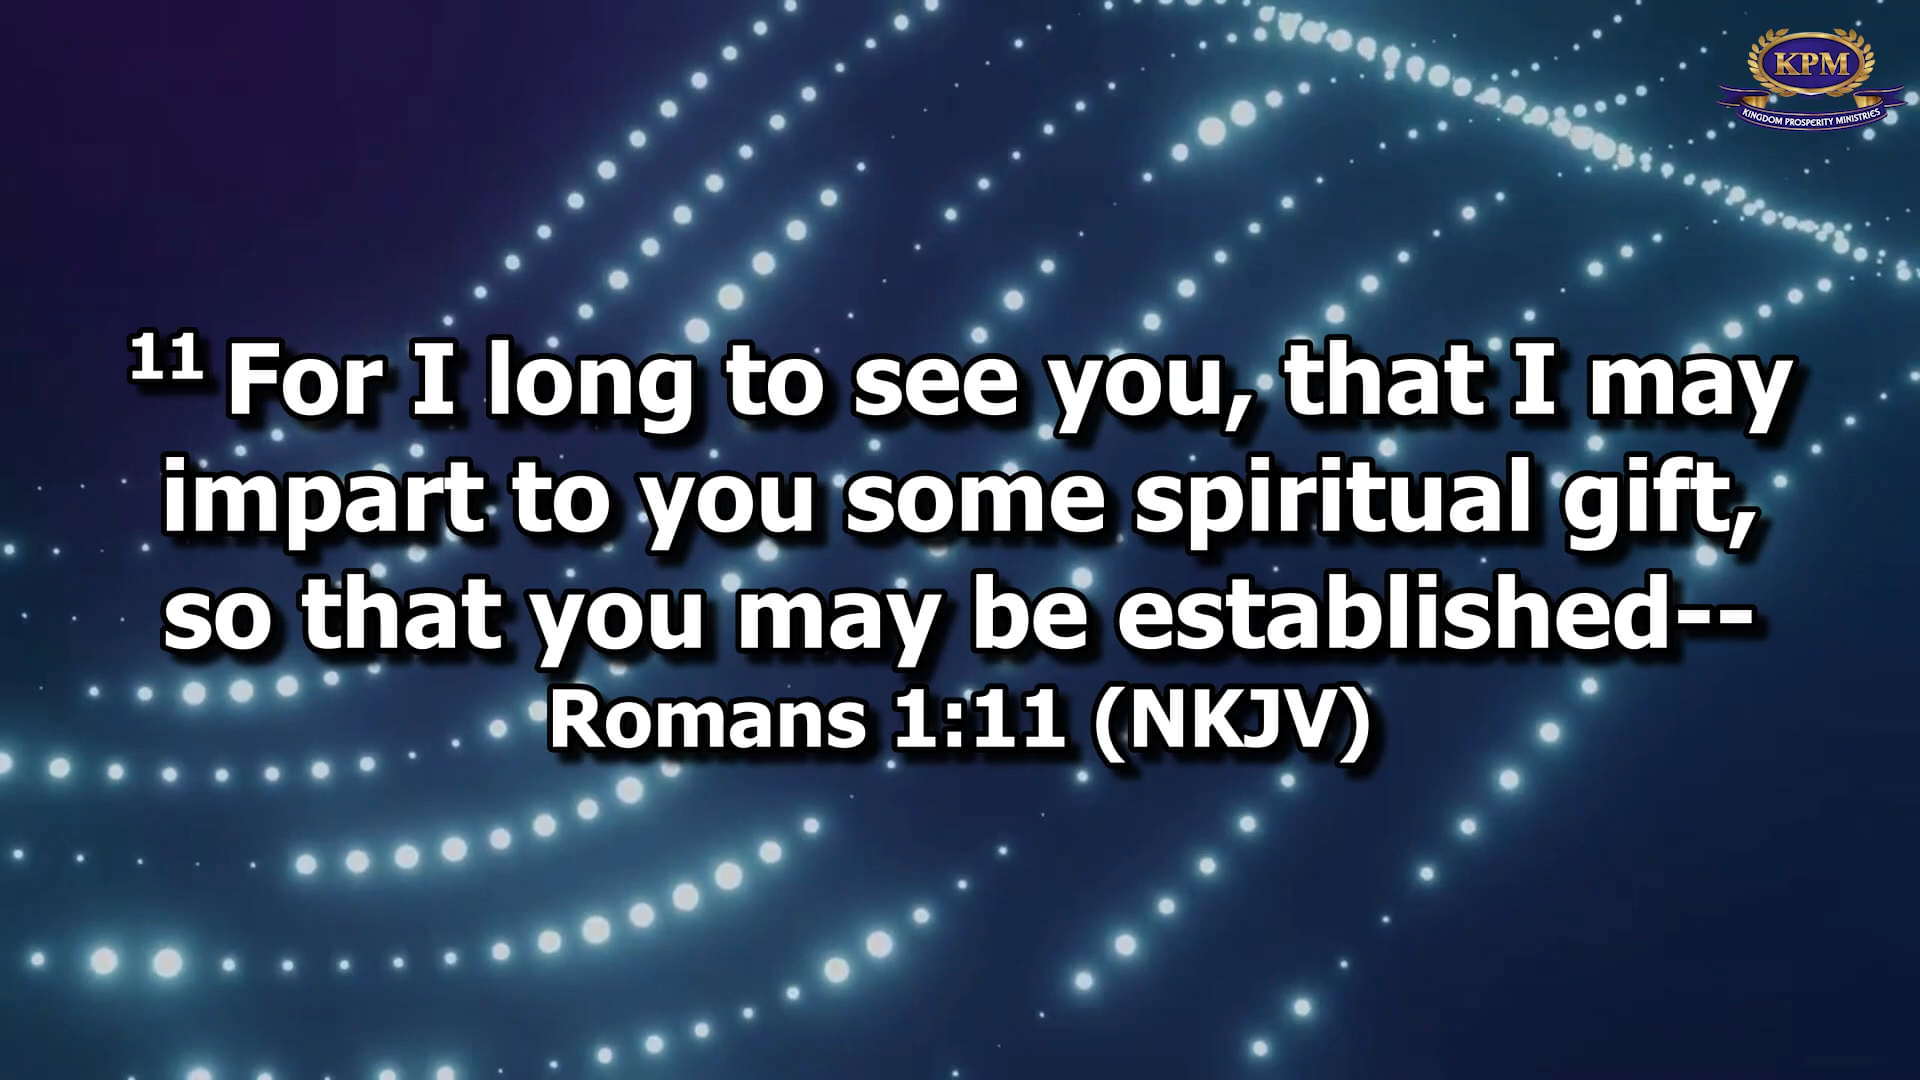 KPM
KINGDOM PROSPERITY MINISTRIES
11 For I long to see you, that I may
impart to you some spiritual gift,
so that you may be established--
Romans 1:11 (NKJV)